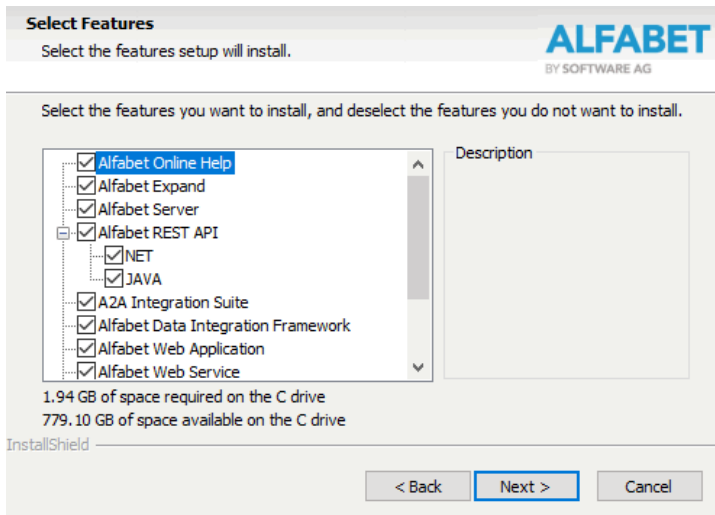 Select Features
Select the features setup will install.
ALFABET
BY SOFTWARE AG
Select the features you want to install, and deselect the features you do not want to install.
Alfabet Online Help
Alfabet Expand
Alfabet Server
Alfabet REST API
NET
JAVA
A2A Integration Suite
Alfabet Data Integration Framework
Alfabet Web Application
Alfabet Web Service
Description
1.94 GB of space required on the C drive
779.10 GB of space available on the C drive
InstallShield
< Back
Next >
Cancel